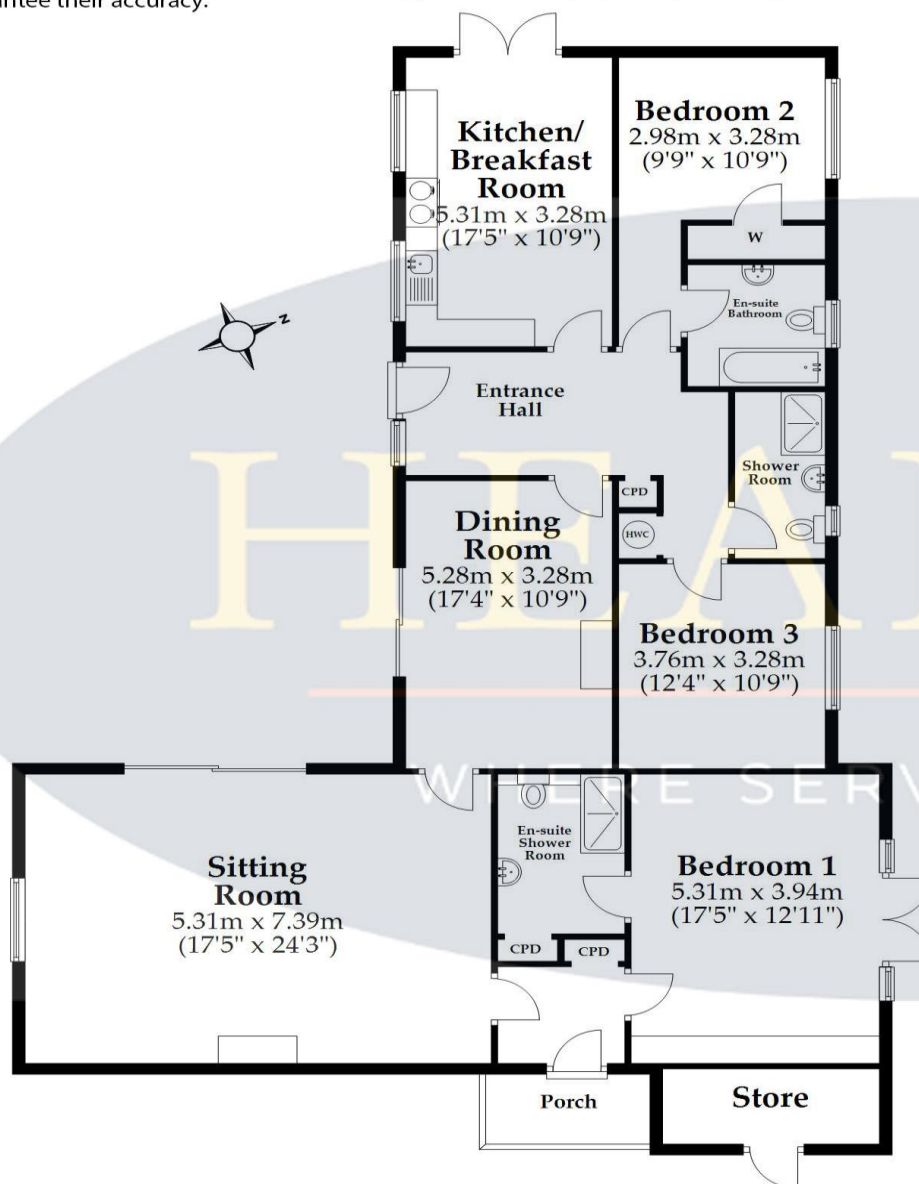 antee their accuracy.
Kitchen/
Breakfast
Room
5.31m x 3.28m
(17'5" x 10'9")
Bedroom 2
2.98m x 3.28m
(9'9" x 10'9")
W
En-suite
Bathroom
N
Entrance
Hall
Shower
Room
CPD
HWC
Dining
Room
5.28m x 3.28m
(17'4" x 10'9")
Bedroom 3
3.76m x 3.28m
(12'4" x 10'9")
HEA
WHERE SERV
En-suite
Shower
Room
Sitting
Room
5.31m x 7.39m
(17'5" x 24'3")
Bedroom 1
5.31m x 3.94m
(17'5" x 12'11")
CPD
CPD
Porch
Store